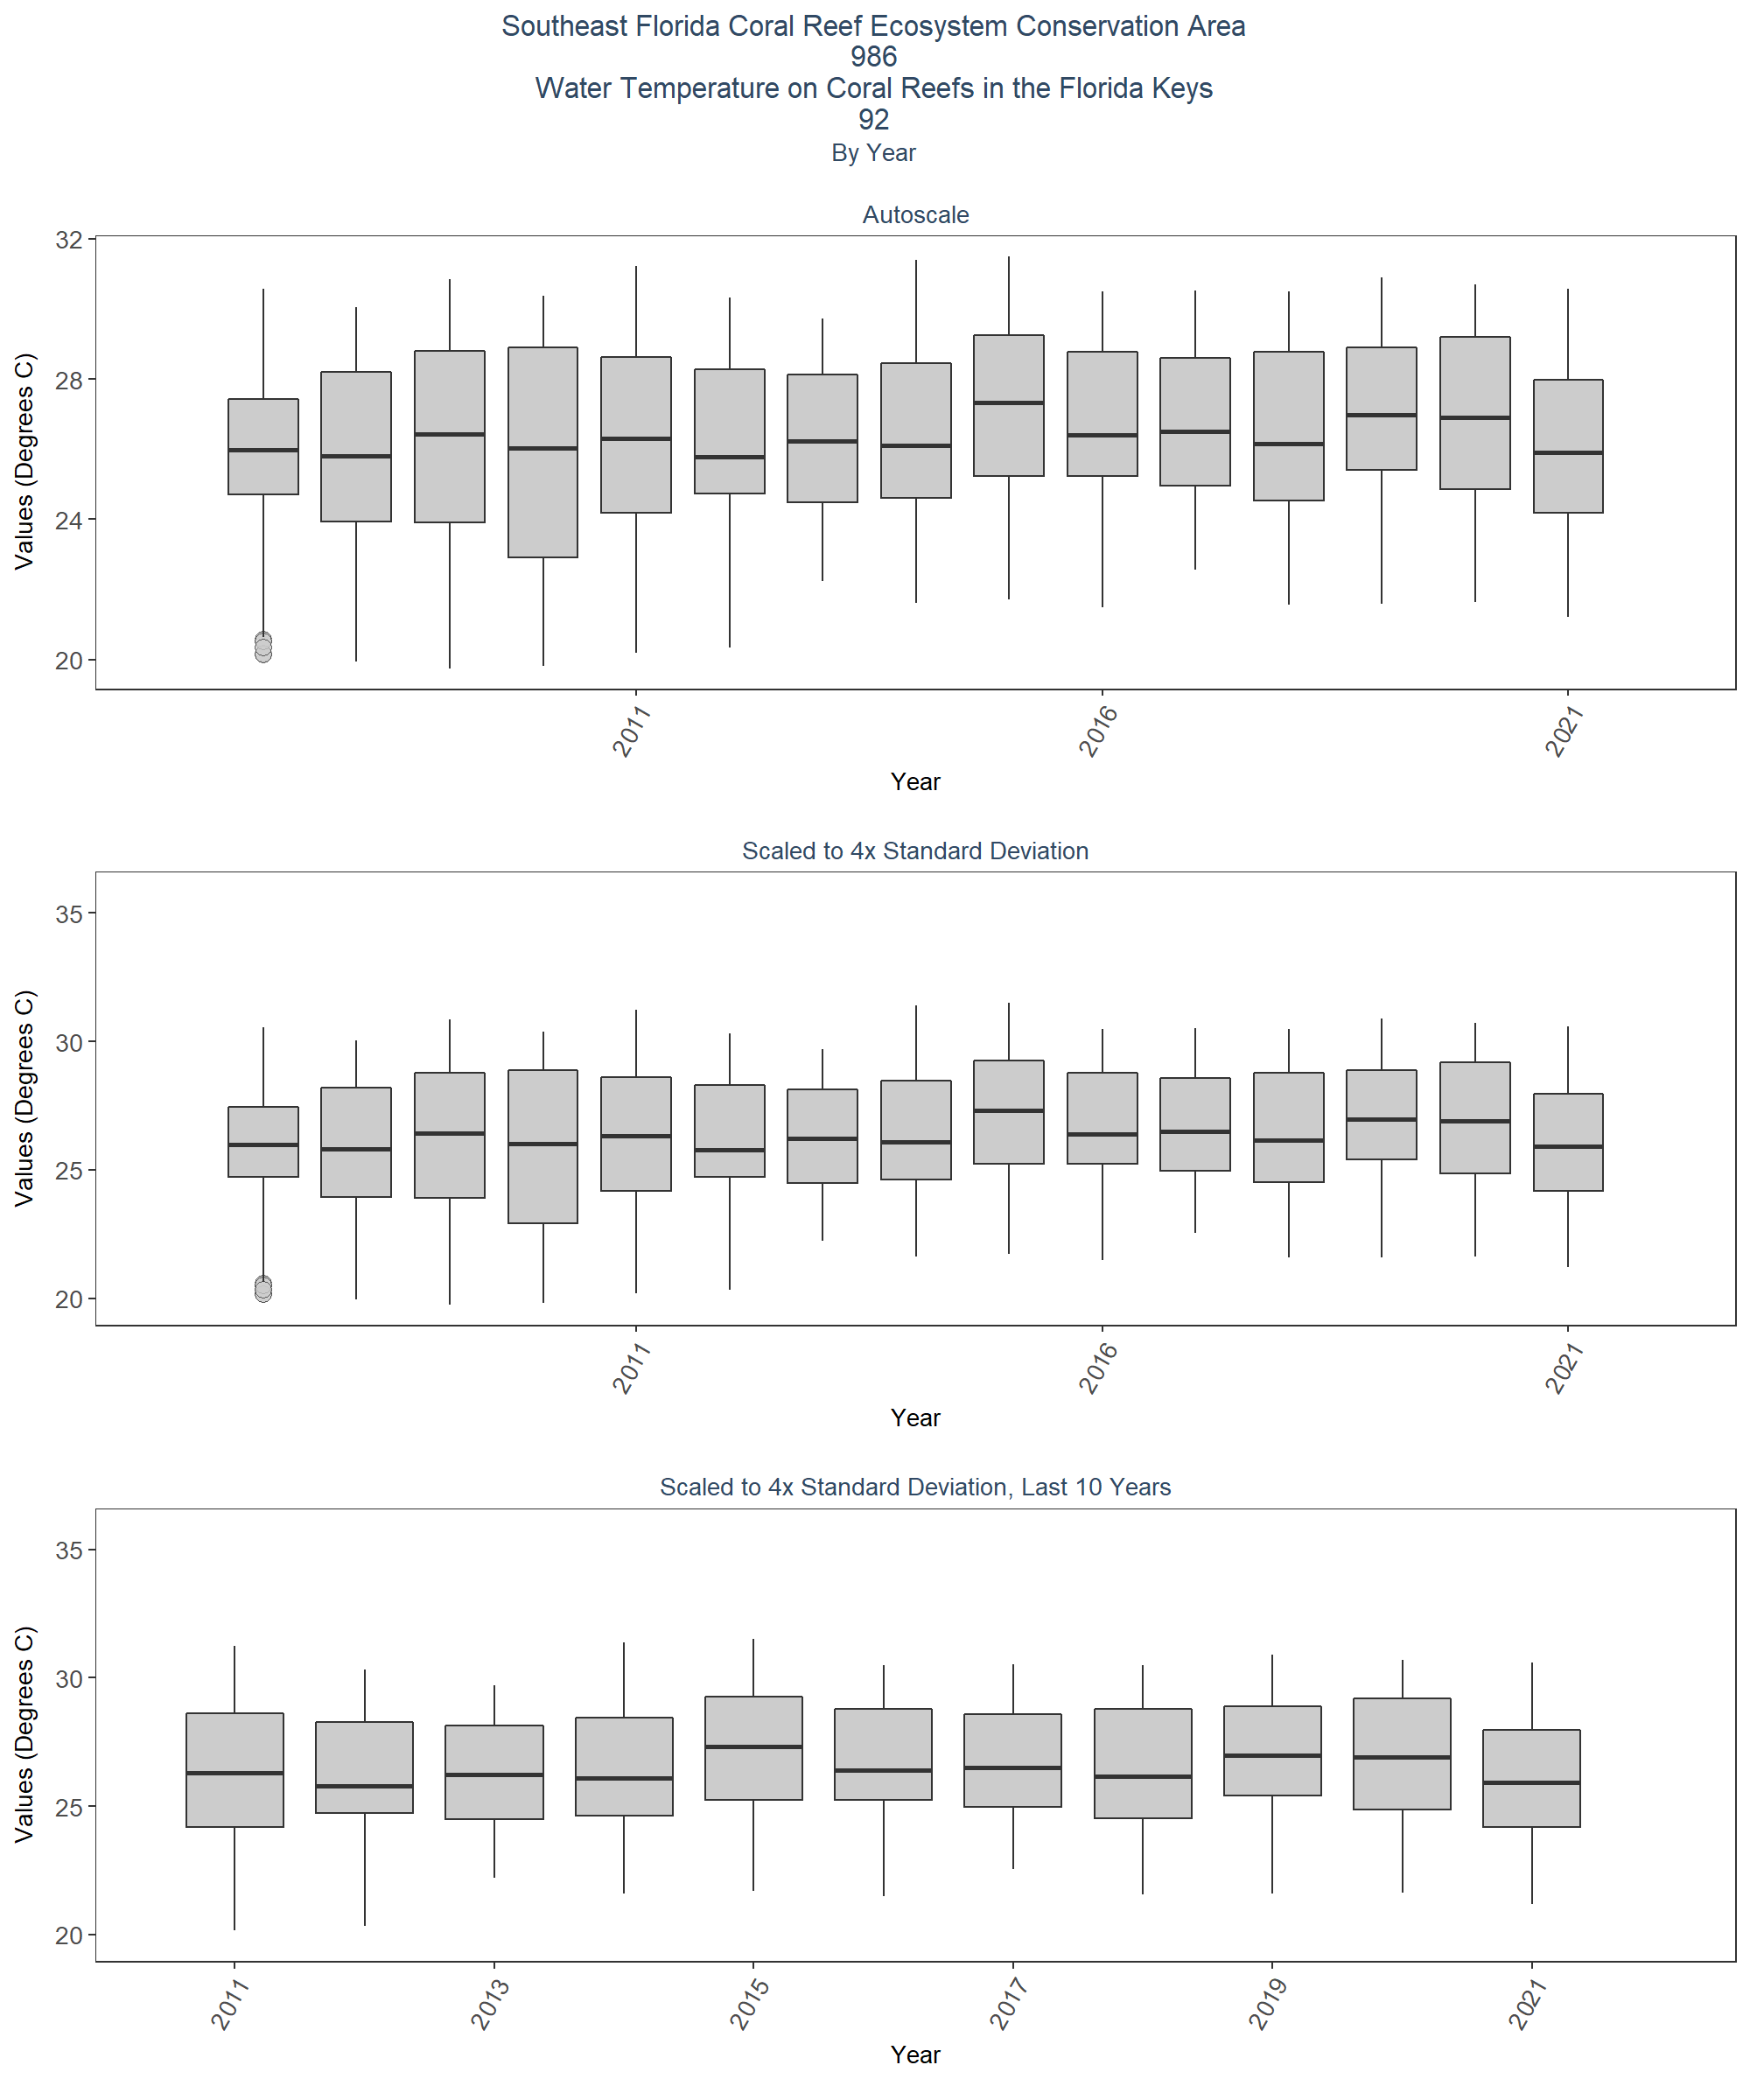 Southeast Florida Coral Reef Ecosystem Conservation Area
986
Water Temperature on Coral Reefs in the Florida Keys
92
By Year
Autoscale
Values (Degrees C)
32
28
24
20
2011
2016
2021
Year
Scaled to 4x Standard Deviation
Values (Degrees C)
35
30
25
20
2011
2016
2021
Year
Scaled to 4x Standard Deviation, Last 10 Years
Values (Degrees C)
35
30
25
20
2011
2013
2015
2017
2019
2021
Year